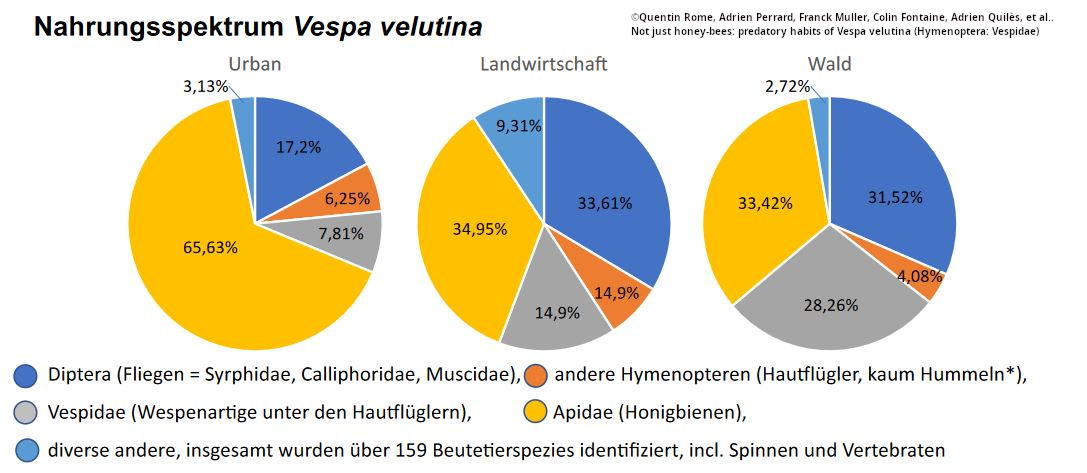 Nahrungsspektrum Vespa velutina
©Quentin Rome, Adrien Perrard, Franck Muller, Colin Fontaine, Adrien Quilès, et al..
Not just honey-bees: predatory habits of Vespa velutina (Hymenoptera: Vespidae)
Urban
3,13%
17,2%
6,25%
7,81%
65,63%
Landwirtschaft
9,31%
33,61%
14,9%
14,9%
34,95%
Wald
2,72%
31,52%
4,08%
28,26%
33,42%
Diptera (Fliegen = Syrphidae, Calliphoridae, Muscidae), andere Hymenopteren (Hautflügler, kaum Hummeln*),
Vespidae (Wespenartige unter den Hautflüglern), Apidae (Honigbienen),
diverse andere, insgesamt wurden über 159 Beutetierspezies identifiziert, incl. Spinnen und Vertebraten